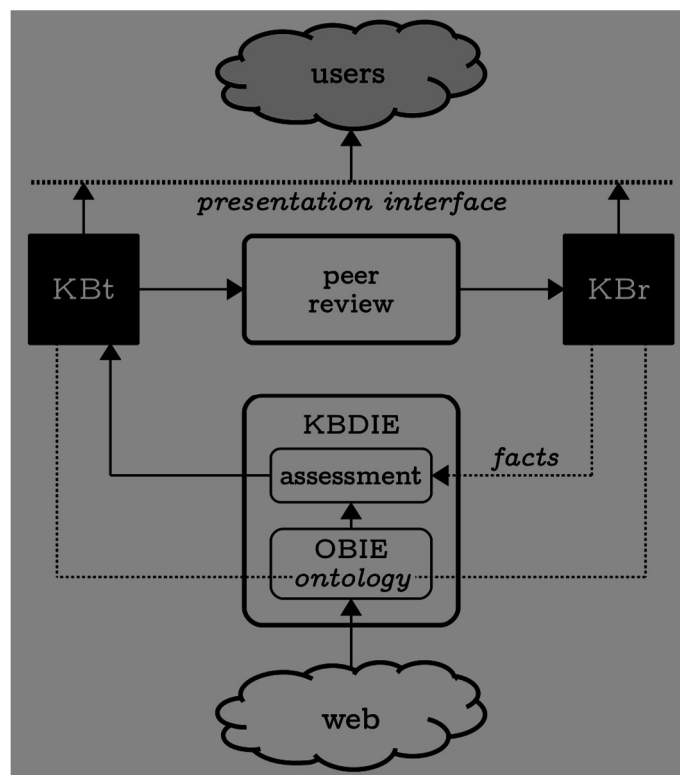 users
presentation interface
KBt
peer
review
KBr
KBDIE
assessment
facts
OBIE
ontology
web